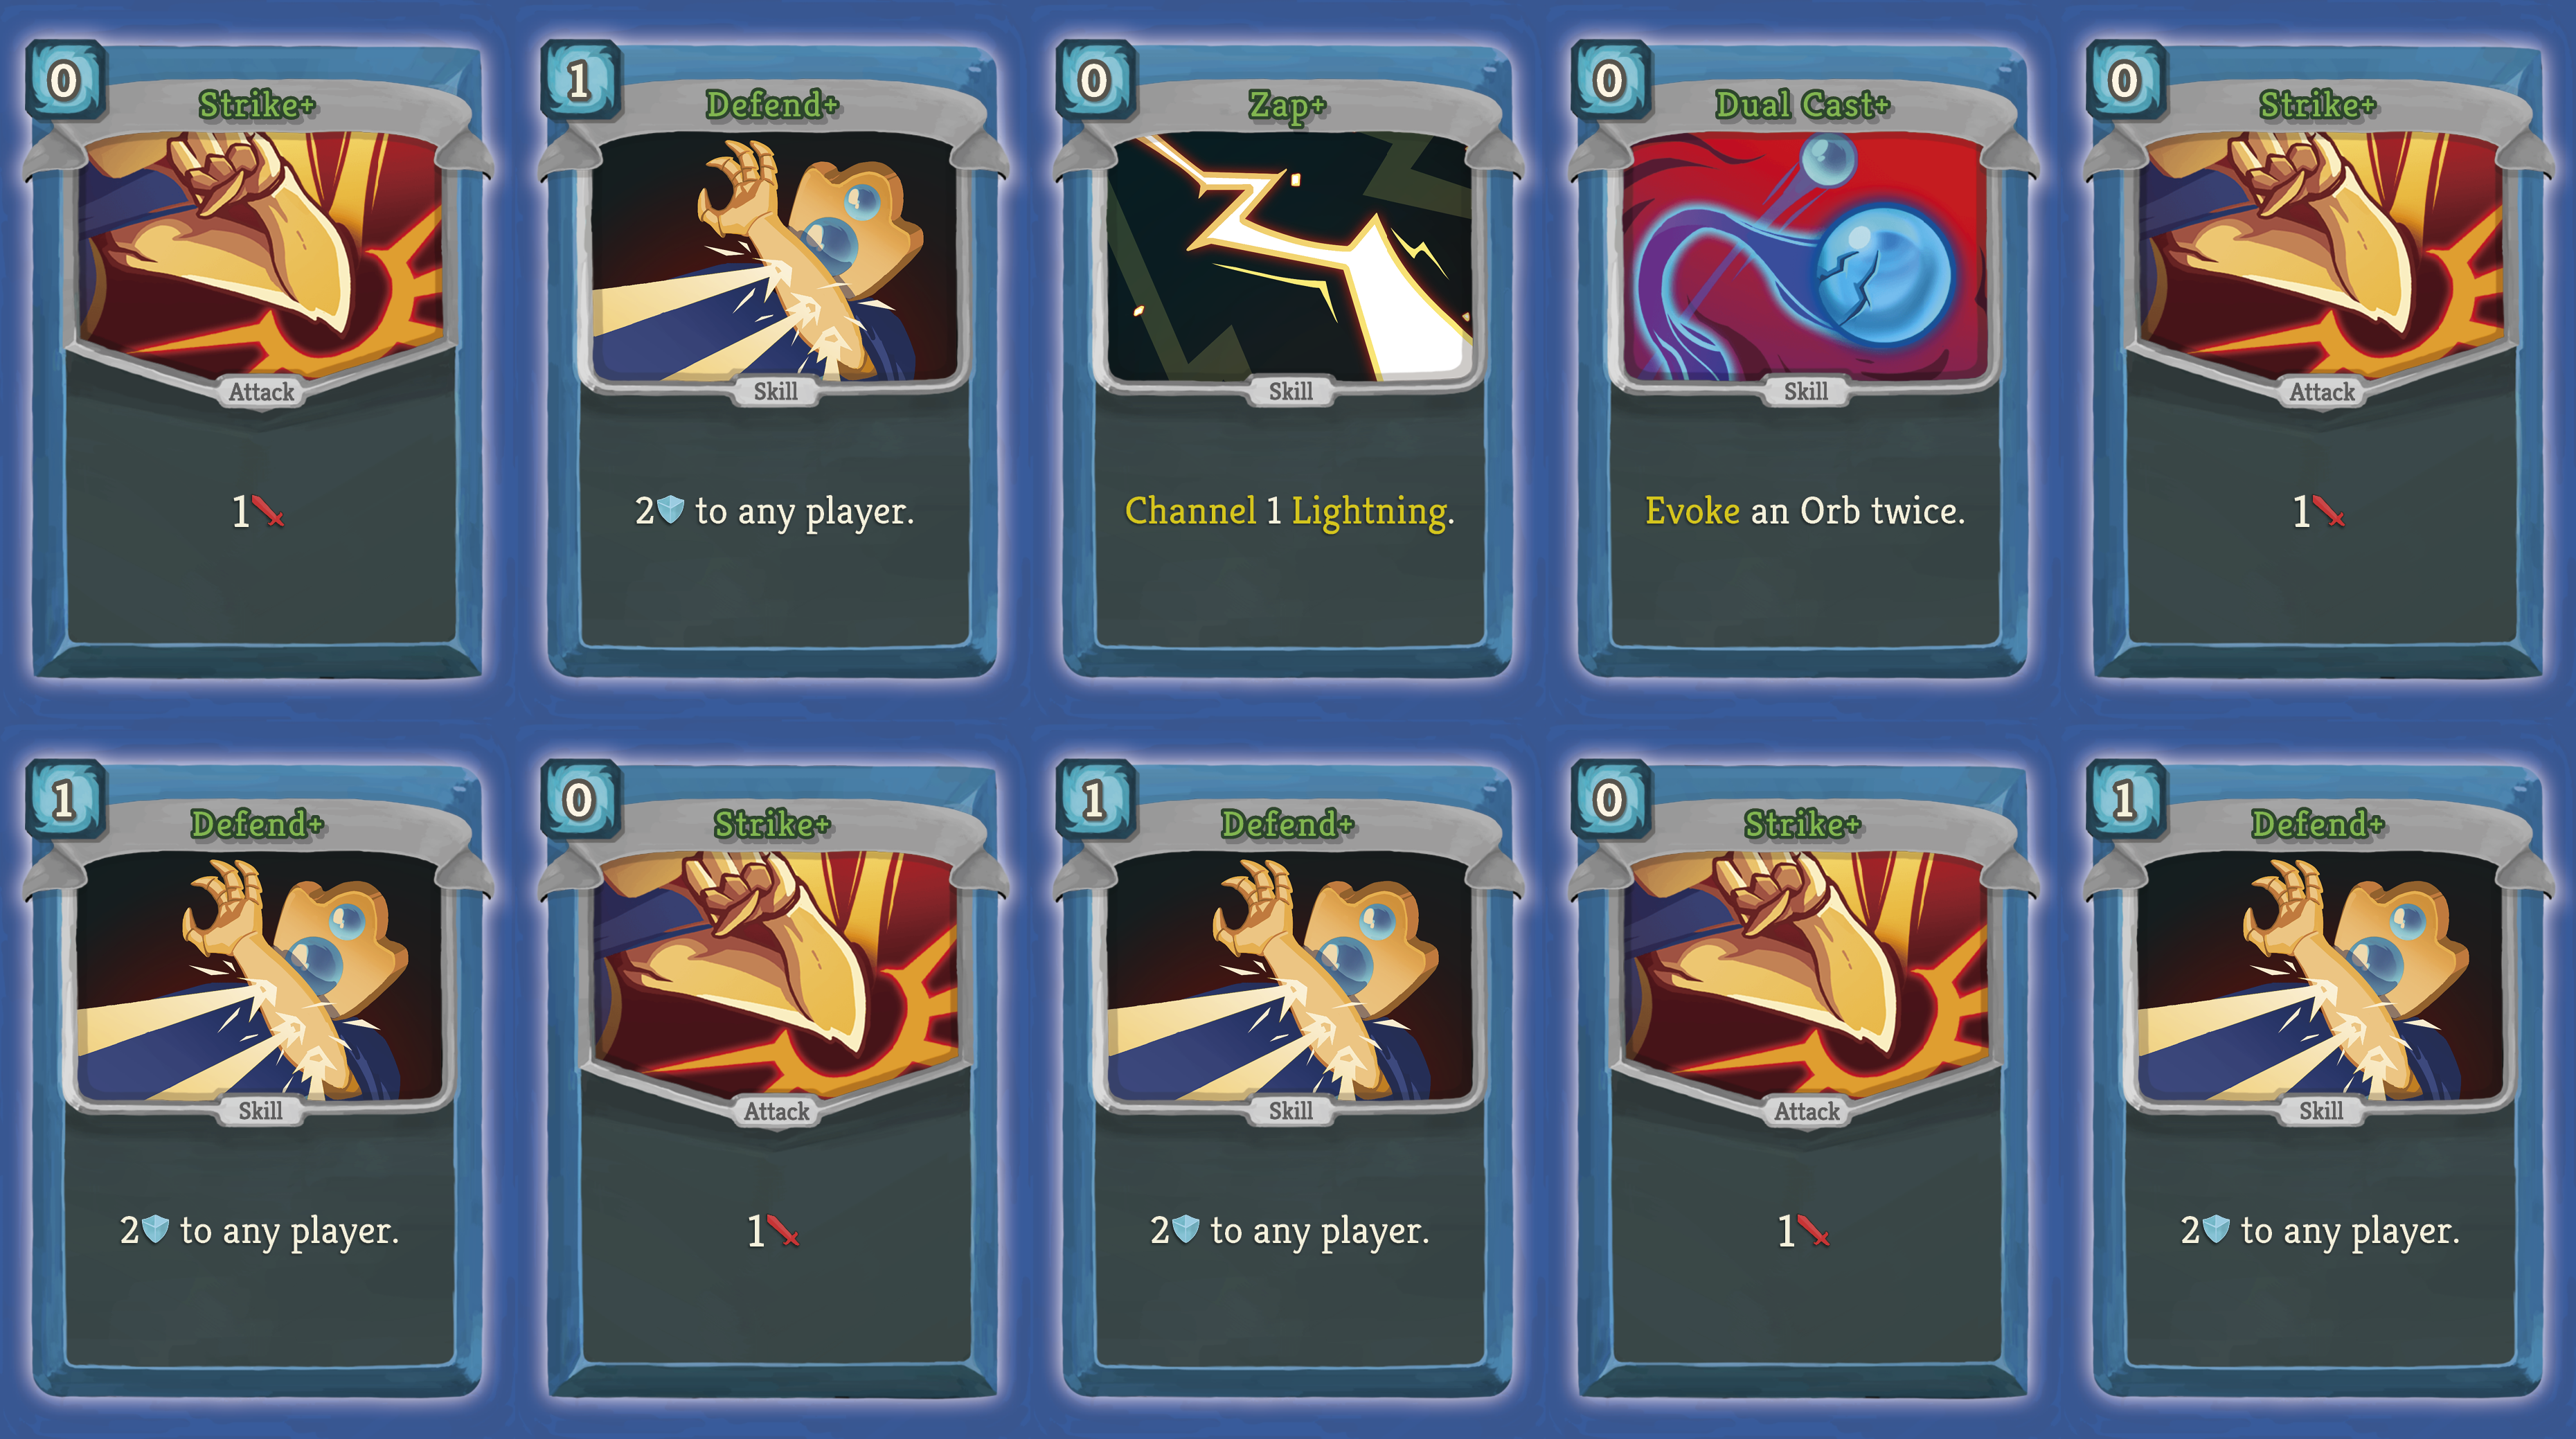 0
Strike+
Attack
1
1
Defend+
Skill
2 to any player.
0
Zap+
Skill
Channel 1 Lightning.
0
Dual Cast+
Skill
Evoke an Orb twice.
0
Strike+
Attack
1
1
Defend+
Skill
2 to any player.
0
Strike+
Attack
1
1
Defend+
Skill
2 to any player.
0
Strike+
Attack
1
1
Defend+
Skill
2 to any player.